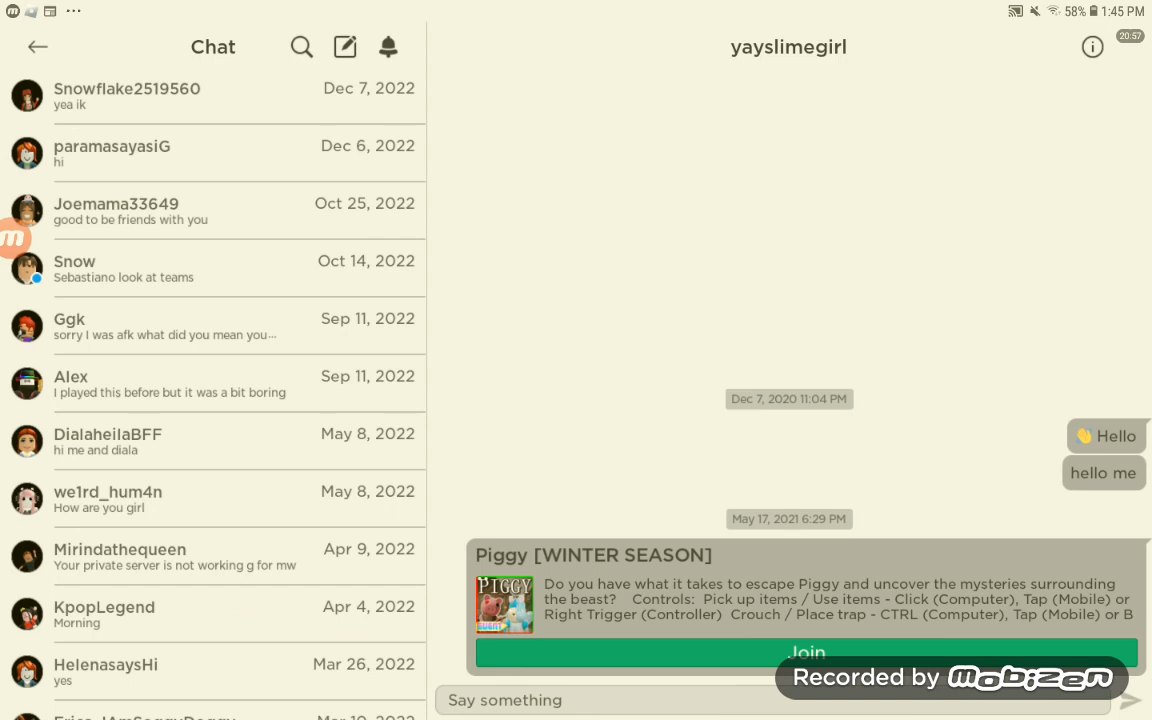 58% 1:45 PM
20:57
Chat
Snowflake2519560 Dec 7, 2022
yea ik
paramasayasiG Dec 6, 2022
hi
Joemama33649 Oct 25, 2022
good to be friends with you
Snow Oct 14, 2022
Sebastiano look at teams
Ggk Sep 11, 2022
sorry I was afk what did you mean you...
Alex Sep 11, 2022
I played this before but it was a bit boring
DialaheilaBFF May 8, 2022
hi me and diala
we1rd_hum4n May 8, 2022
How are you girl
Mirindathequeen Apr 9, 2022
Your private server is not working g for mw
KpopLegend Apr 4, 2022
Morning
HelenasaysHi Mar 26, 2022
yes
yayslimegirl
Dec 7, 2020 11:04 PM
👋 Hello
hello me
May 17, 2021 6:29 PM
Piggy [WINTER SEASON]
PIGGY
EVENT
Do you have what it takes to escape Piggy and uncover the mysteries surrounding
the beast? Controls: Pick up items / Use items - Click (Computer), Tap (Mobile) or
Right Trigger (Controller) Crouch / Place trap - CTRL (Computer), Tap (Mobile) or B
Join
Recorded by mobizen
Say something